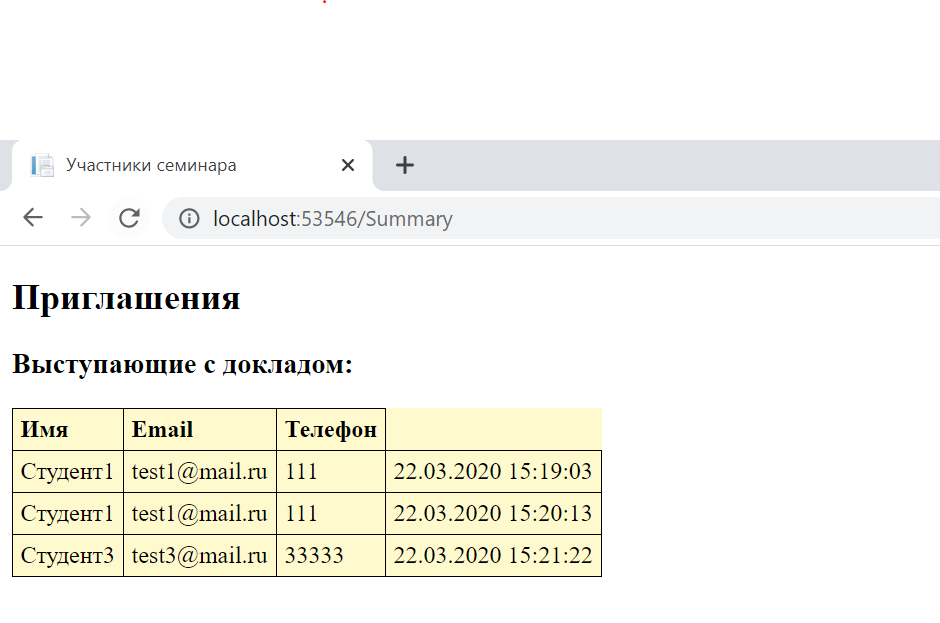 Участники семинара
localhost:53546/Summary
Приглашения
Выступающие с докладом:
Имя Email Телефон
Студент1 test1@mail.ru 111 22.03.2020 15:19:03
Студент1 test1@mail.ru 111 22.03.2020 15:20:13
Студент3 test3@mail.ru 33333 22.03.2020 15:21:22